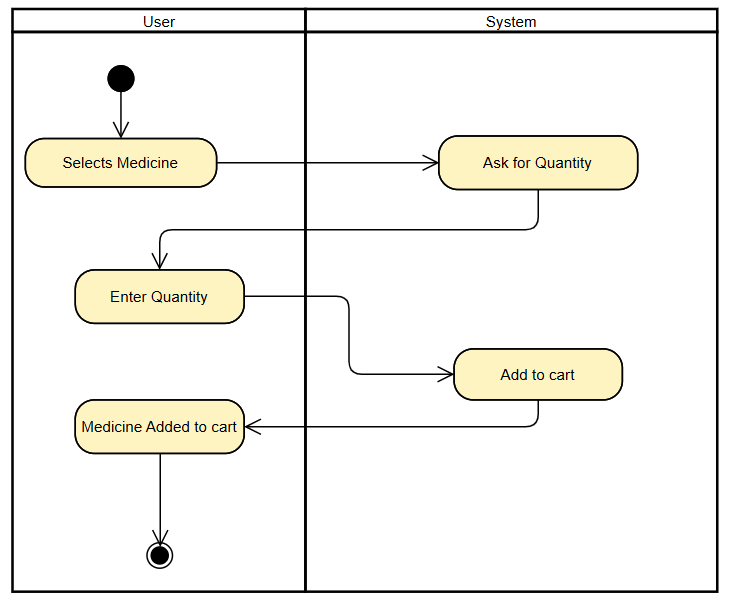 User
System
Selects Medicine
Ask for Quantity
Enter Quantity
Add to cart
Medicine Added to cart